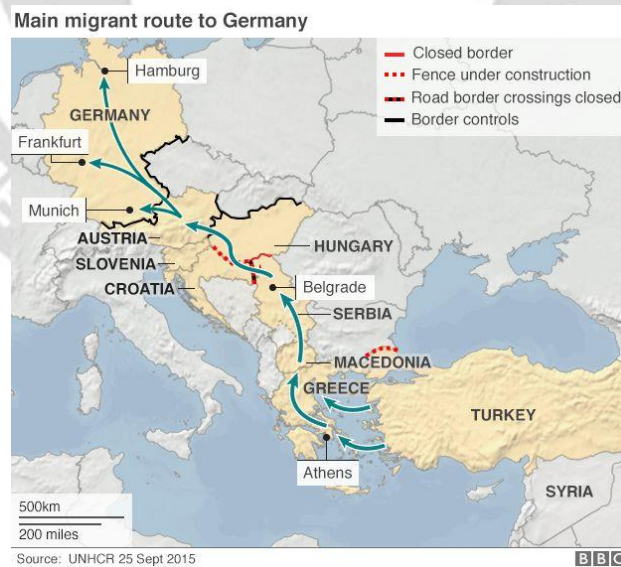 Main migrant route to Germany
Closed border
Fence under construction
Road border crossings closed
Border controls
Hamburg
GERMANY
Frankfurt
Munich
AUSTRIA
HUNGARY
SLOVENIA
CROATIA
Belgrade
SERBIA
MACEDONIA
GREECE
TURKEY
Athens
SYRIA
500km
200 miles
Source: UNHCR 25 Sept 2015
BBC